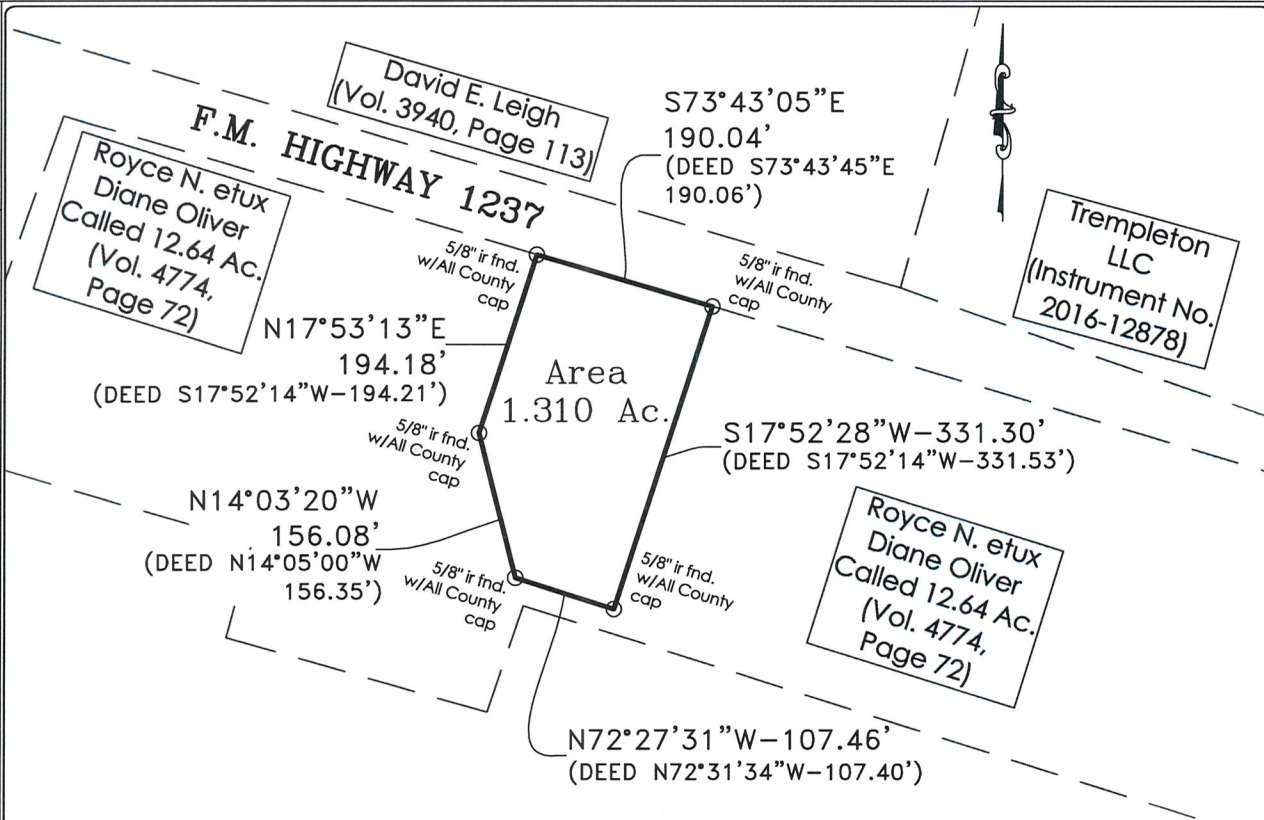 David E. Leigh
(Vol. 3940, Page 113)
F.M. HIGHWAY 1237
S73°43'05"E
190.04'
(DEED S73°43'45"E
190.06')
Royce N. etux
Diane Oliver
Called 12.64 Ac.
(Vol. 4774,
Page 72)
Trempleton
LLC
(Instrument No.
2016-12878)
5/8" ir fnd.
w/All County
cap
5/8" ir fnd.
w/All County
cap
N17°53'13"E
194.18'
(DEED S17°52'14"W-194.21')
Area
1.310 Ac.
5/8" ir fnd.
w/All County
cap
S17°52'28"W-331.30'
(DEED S17°52'14"W-331.53')
N14°03'20"W
156.08'
(DEED N14°05'00"W
156.35')
5/8" ir fnd.
w/All County
cap
5/8" ir fnd.
w/All County
cap
Royce N. etux
Diane Oliver
Called 12.64 Ac.
(Vol. 4774,
Page 72)
N72°27'31"W-107.46'
(DEED N72°31'34"W-107.40')